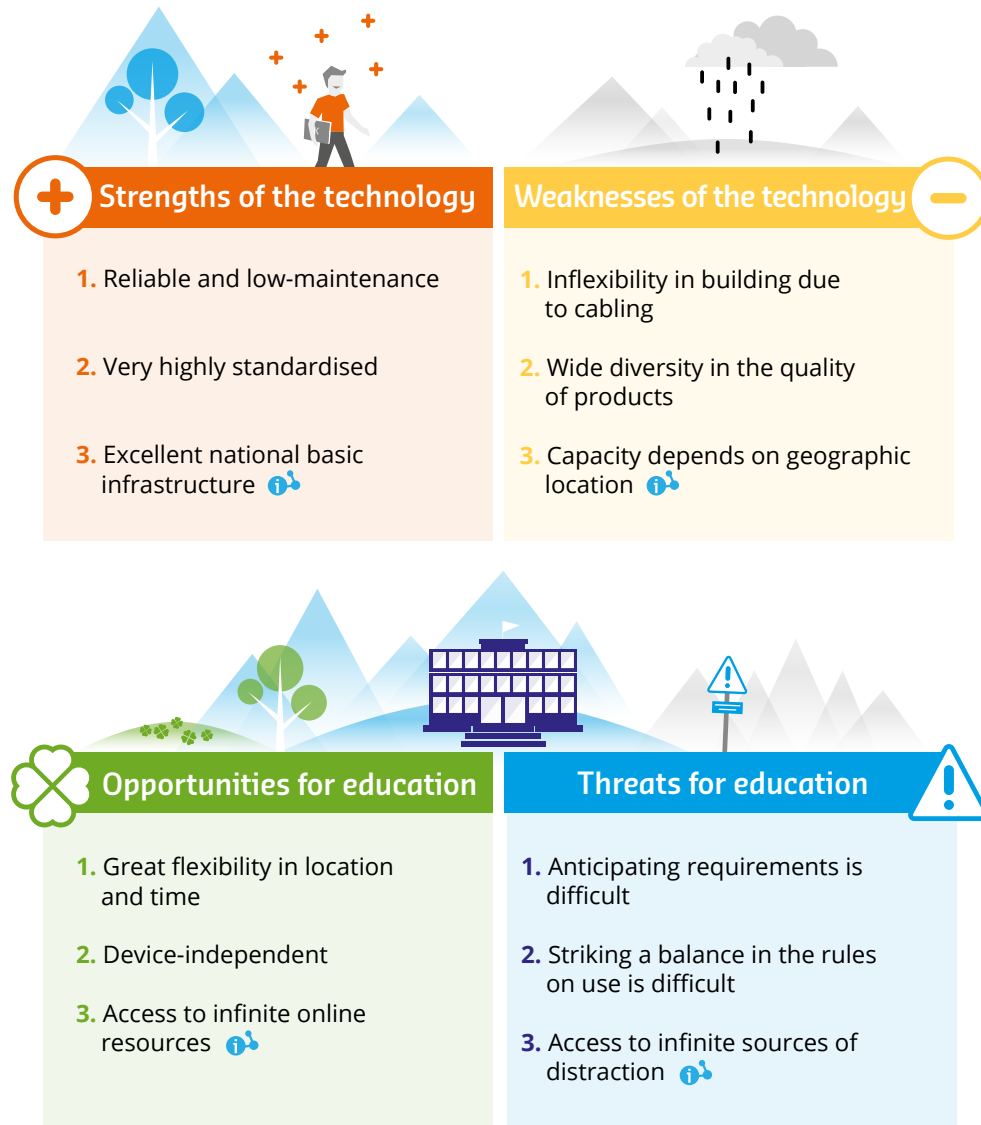 Strengths of the technology
1. Reliable and low-maintenance
2. Very highly standardised
3. Excellent national basic
infrastructure
Weaknesses of the technology
1. Inflexibility in building due
to cabling
2. Wide diversity in the quality
of products
3. Capacity depends on geographic
location
Opportunities for education
1. Great flexibility in location
and time
2. Device-independent
3. Access to infinite online
resources
Threats for education
1. Anticipating requirements is
difficult
2. Striking a balance in the rules
on use is difficult
3. Access to infinite sources of
distraction